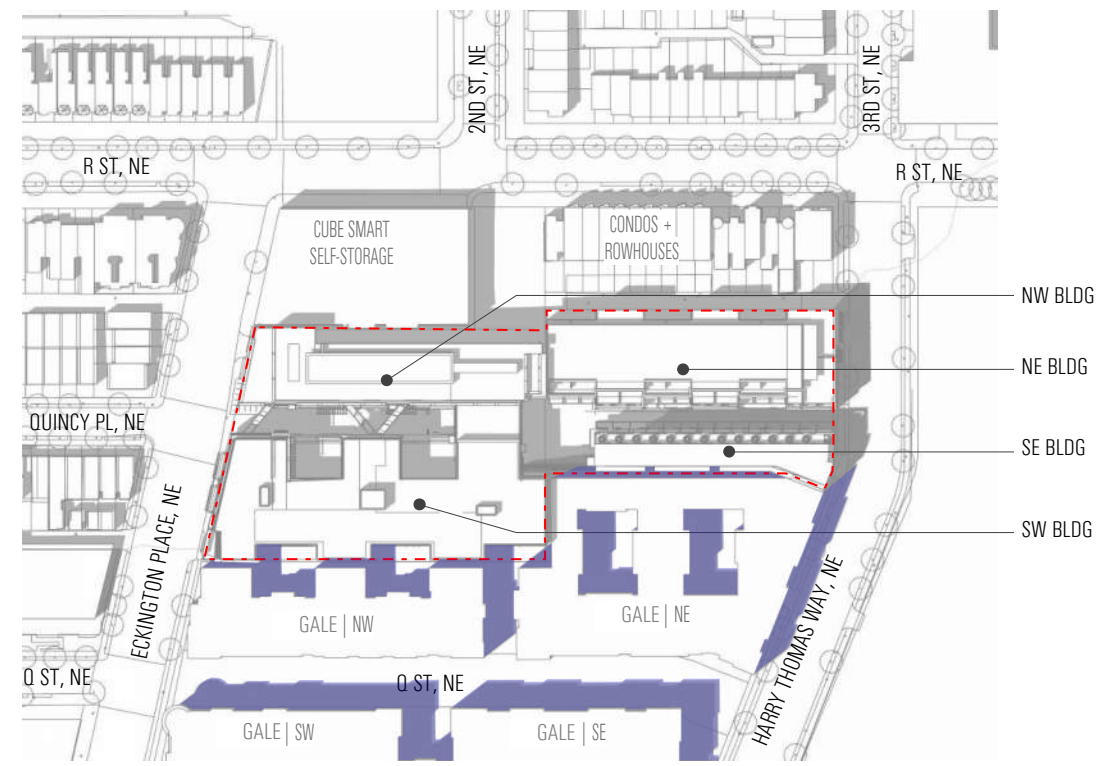 2ND ST, NE
3RD ST, NE
R ST, NE
R ST, NE
CUBE SMART
SELF-STORAGE
CONDOS +
ROWHOUSES
NW BLDG
NE BLDG
QUINCY PL, NE
SE BLDG
ECKINGTON PLACE, NE
SW BLDG
GALE | NW
GALE | NE
HARRY THOMAS WAY, NE
Q ST, NE
Q ST, NE
GALE | SW
GALE | SE